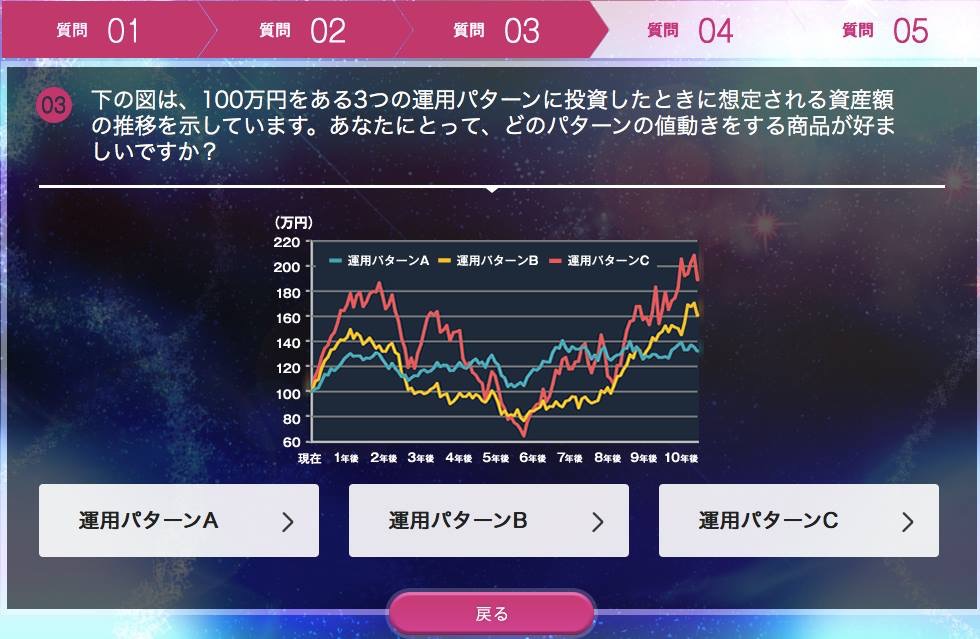 質問 01 質問 02 質問 03 質問 04 質問 05
03 下の図は、100万円をある3つの運用パターンに投資したときに想定される資産額
の推移を示しています。あなたにとって、どのパターンの値動きをする商品が好ま
しいですか？
(万円)
220
運用パターンA 運用パターンB 運用パターンC
200
180
160
140
120
100
80
60
現在 1年後 2年後 3年後 4年後 5年後 6年後 7年後 8年後 9年後 10年後
運用パターンA 運用パターンB 運用パターンC
戻る